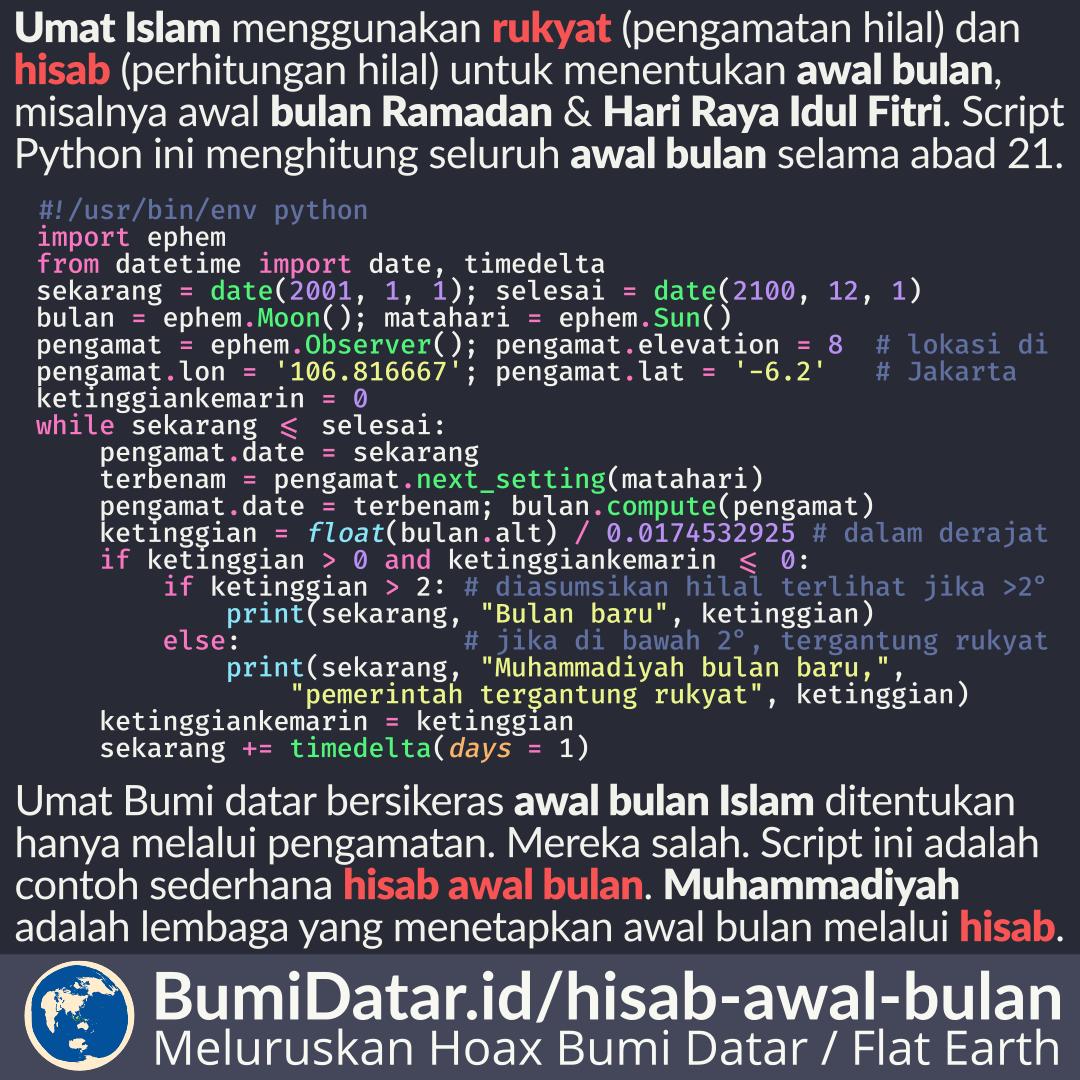 Umat Islam menggunakan rukyat (pengamatan hilal) dan
hisab (perhitungan hilal) untuk menentukan awal bulan,
misalnya awal bulan Ramadan & Hari Raya Idul Fitri. Script
Python ini menghitung seluruh awal bulan selama abad 21.
#!/usr/bin/env python
import ephem
from datetime import date, timedelta
sekarang = date(2001, 1, 1); selesai = date(2100, 12, 1)
bulan = ephem.Moon(); matahari = ephem.Sun()
pengamat = ephem.Observer(); pengamat.elevation = 8  # lokasi di
pengamat.lon = '106.816667'; pengamat.lat = '-6.2'   # Jakarta
ketinggiankemarin = 0
while sekarang ⩽ selesai:
    pengamat.date = sekarang
    terbenam = pengamat.next_setting(matahari)
    pengamat.date = terbenam; bulan.compute(pengamat)
    ketinggian = float(bulan.alt) / 0.0174532925 # dalam derajat
    if ketinggian > 0 and ketinggiankemarin ⩽ 0:
        if ketinggian > 2: # diasumsikan hilal terlihat jika >2°
            print(sekarang, "Bulan baru", ketinggian)
        else:              # jika di bawah 2°, tergantung rukyat
            print(sekarang, "Muhammadiyah bulan baru,",
                "pemerintah tergantung rukyat", ketinggian)
    ketinggiankemarin = ketinggian
    sekarang += timedelta(days = 1)
Umat Bumi datar bersikeras awal bulan Islam ditentukan
hanya melalui pengamatan. Mereka salah. Script ini adalah
contoh sederhana hisab awal bulan. Muhammadiyah
adalah lembaga yang menetapkan awal bulan melalui hisab.
BumiDatar.id/hisab-awal-bulan
Meluruskan Hoax Bumi Datar / Flat Earth